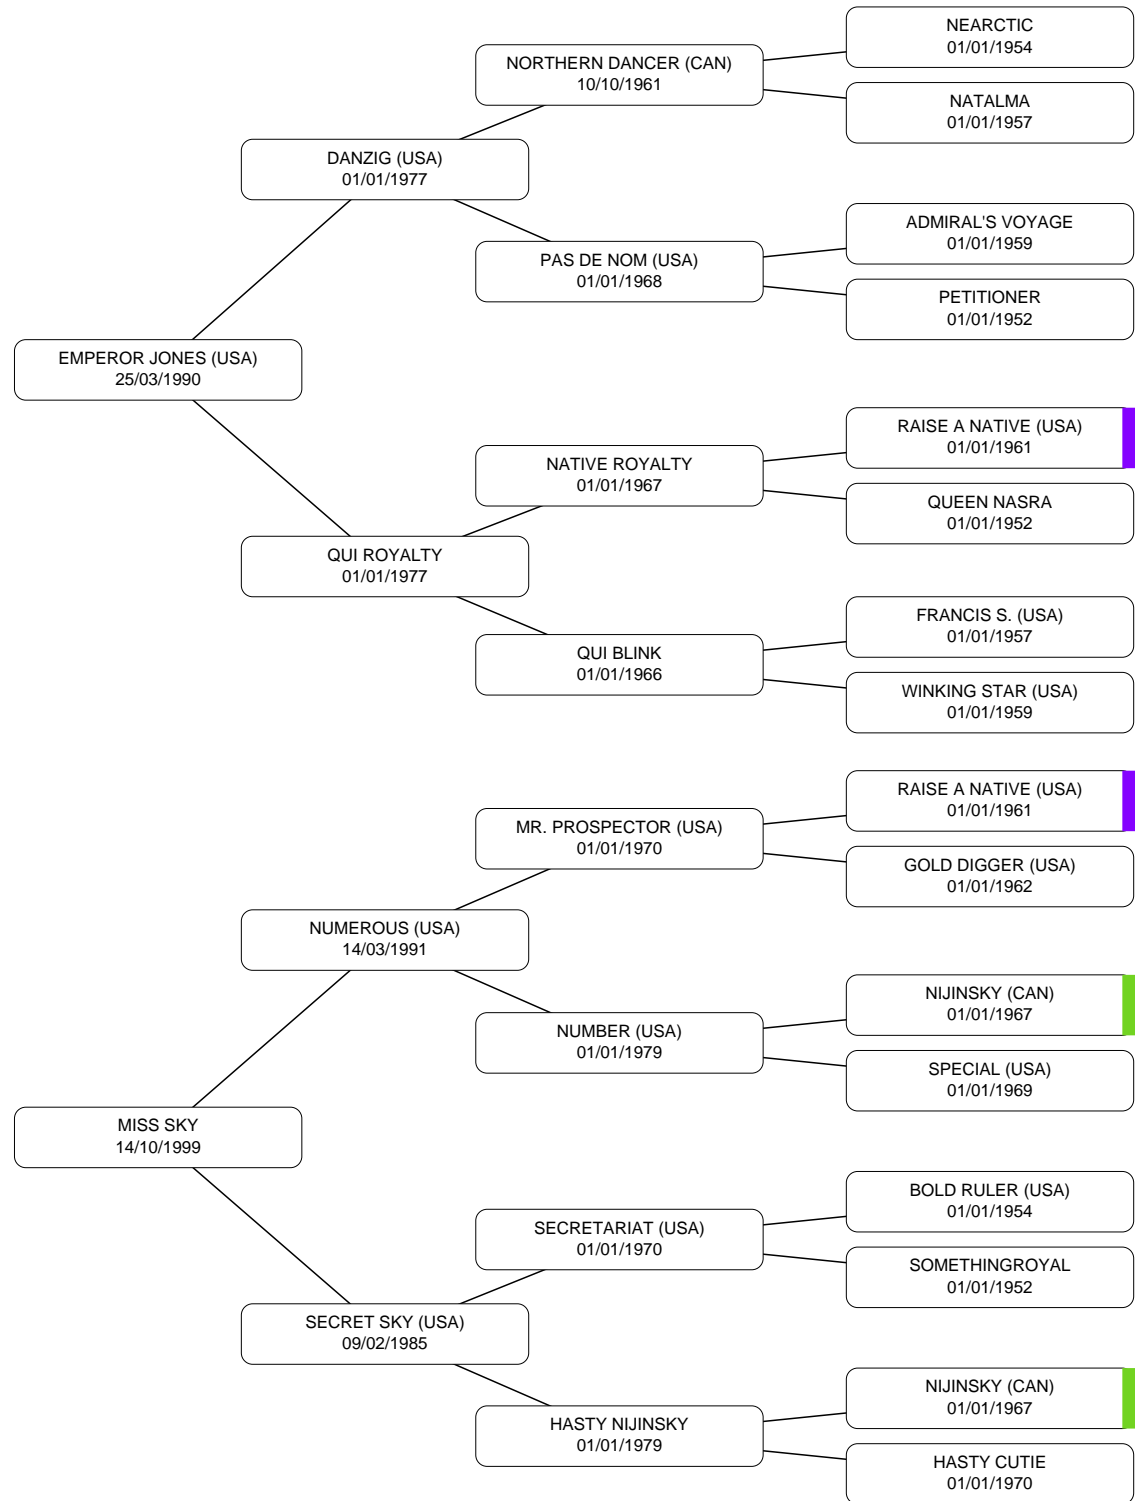 NEARCTIC
01/01/1954
NORTHERN DANCER (CAN)
10/10/1961
NATALMA
01/01/1957
DANZIG (USA)
01/01/1977
ADMIRAL'S VOYAGE
01/01/1959
PAS DE NOM (USA)
01/01/1968
PETITIONER
01/01/1952
EMPEROR JONES (USA)
25/03/1990
RAISE A NATIVE (USA)
01/01/1961
NATIVE ROYALTY
01/01/1967
QUEEN NASRA
01/01/1952
QUI ROYALTY
01/01/1977
FRANCIS S. (USA)
01/01/1957
QUI BLINK
01/01/1966
WINKING STAR (USA)
01/01/1959
RAISE A NATIVE (USA)
01/01/1961
MR. PROSPECTOR (USA)
01/01/1970
GOLD DIGGER (USA)
01/01/1962
NUMEROUS (USA)
14/03/1991
NIJINSKY (CAN)
01/01/1967
NUMBER (USA)
01/01/1979
SPECIAL (USA)
01/01/1969
MISS SKY
14/10/1999
BOLD RULER (USA)
01/01/1954
SECRETARIAT (USA)
01/01/1970
SOMETHINGROYAL
01/01/1952
SECRET SKY (USA)
09/02/1985
NIJINSKY (CAN)
01/01/1967
HASTY NIJINSKY
01/01/1979
HASTY CUTIE
01/01/1970